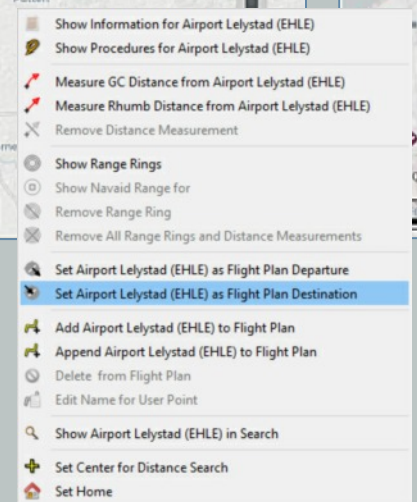 Show Information for Airport Lelystad (EHLE)
Show Procedures for Airport Lelystad (EHLE)
Measure GC Distance from Airport Lelystad (EHLE)
Measure Rhumb Distance from Airport Lelystad (EHLE)
Remove Distance Measurement
Show Range Rings
Show Navaid Range for
Remove Range Ring
Remove All Range Rings and Distance Measurements
Set Airport Lelystad (EHLE) as Flight Plan Departure
Set Airport Lelystad (EHLE) as Flight Plan Destination
Add Airport Lelystad (EHLE) to Flight Plan
Append Airport Lelystad (EHLE) to Flight Plan
Delete from Flight Plan
Edit Name for User Point
Show Airport Lelystad (EHLE) in Search
Set Center for Distance Search
Set Home